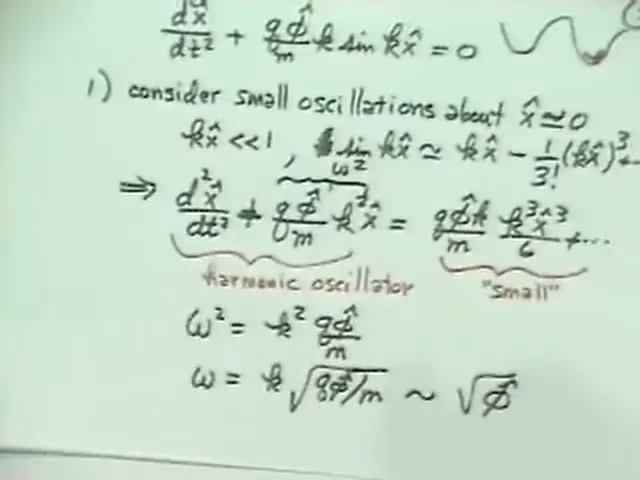 d²x̂/dt² + qφ̂/m k sin kx̂ = 0
1) consider small oscillations about x̂ ≃ 0
kx̂ <<1 , sin kx̂ ≃ kx̂ - 1/3! (kx̂)³...
ω²
⇒ d²x̂/dt² + qφ̂/m k²x̂ = qφ̂k/m k³x̂³/6 + ...
harmonic oscillator "small"
ω² = k² qφ̂/m
ω = k √(qφ̂/m) ~ √φ̂